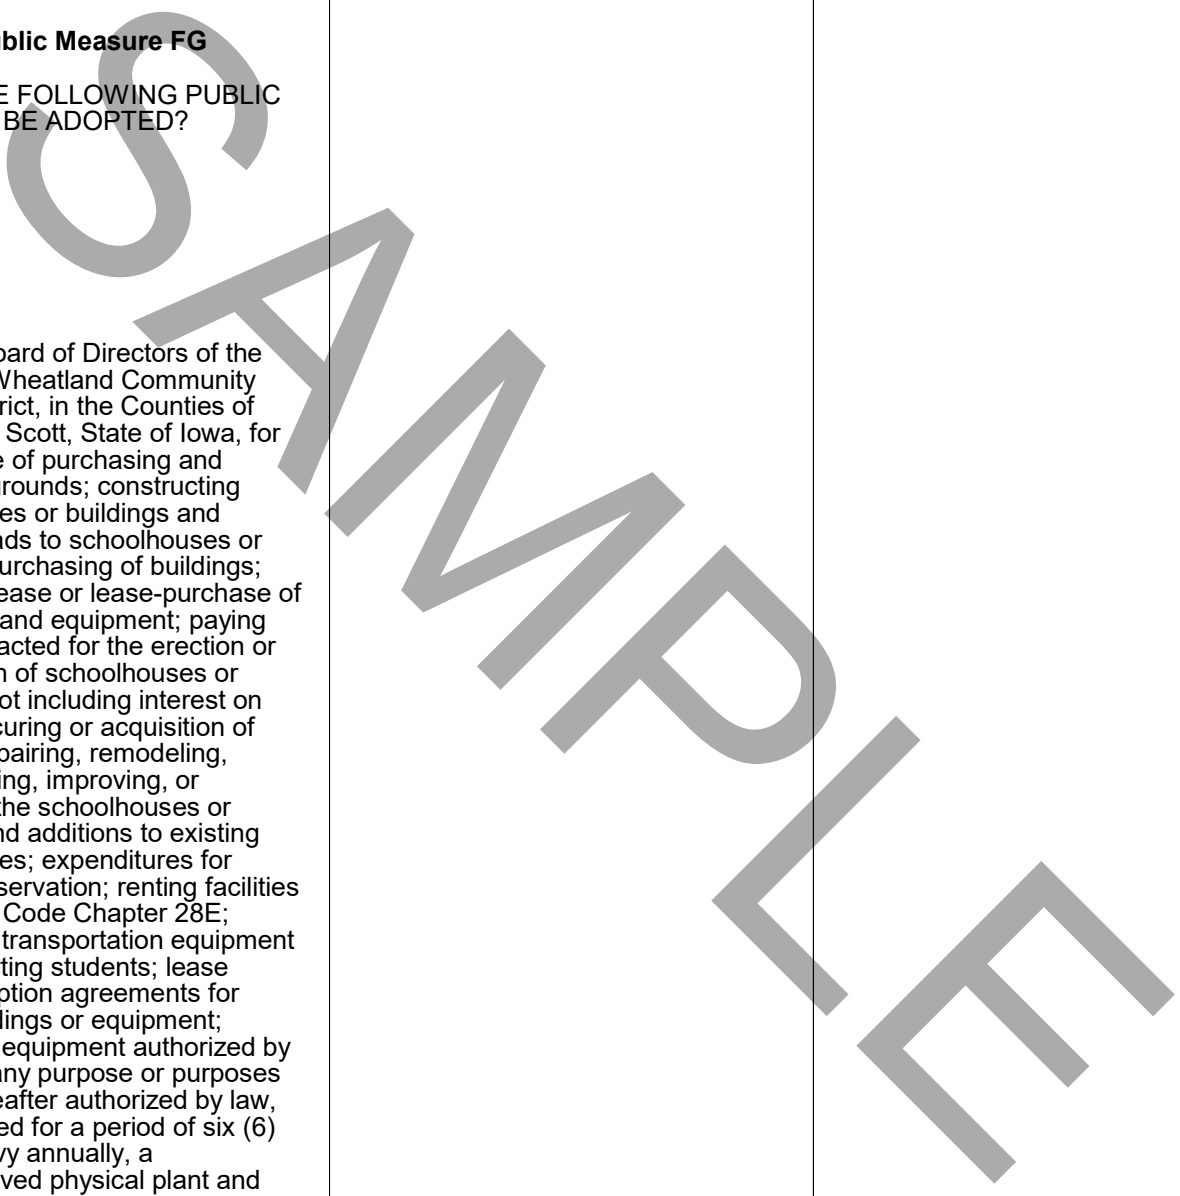 blic Measure FG
E FOLLOWING PUBLIC
BE ADOPTED?
SAMPLE
oard of Directors of the
Wheatland Community
rict, in the Counties of
Scott, State of Iowa, for
e of purchasing and
grounds; constructing
es or buildings and
ads to schoolhouses or
urchasing of buildings;
ease or lease-purchase of
and equipment; paying
acted for the erection or
n of schoolhouses or
ot including interest on
curing or acquisition of
pairing, remodeling,
ing, improving, or
the schoolhouses or
nd additions to existing
es; expenditures for
servation; renting facilities
Code Chapter 28E;
transportation equipment
ting students; lease
ption agreements for
dings or equipment;
equipment authorized by
any purpose or purposes
eafter authorized by law,
ed for a period of six (6)
vy annually, a
ved physical plant and